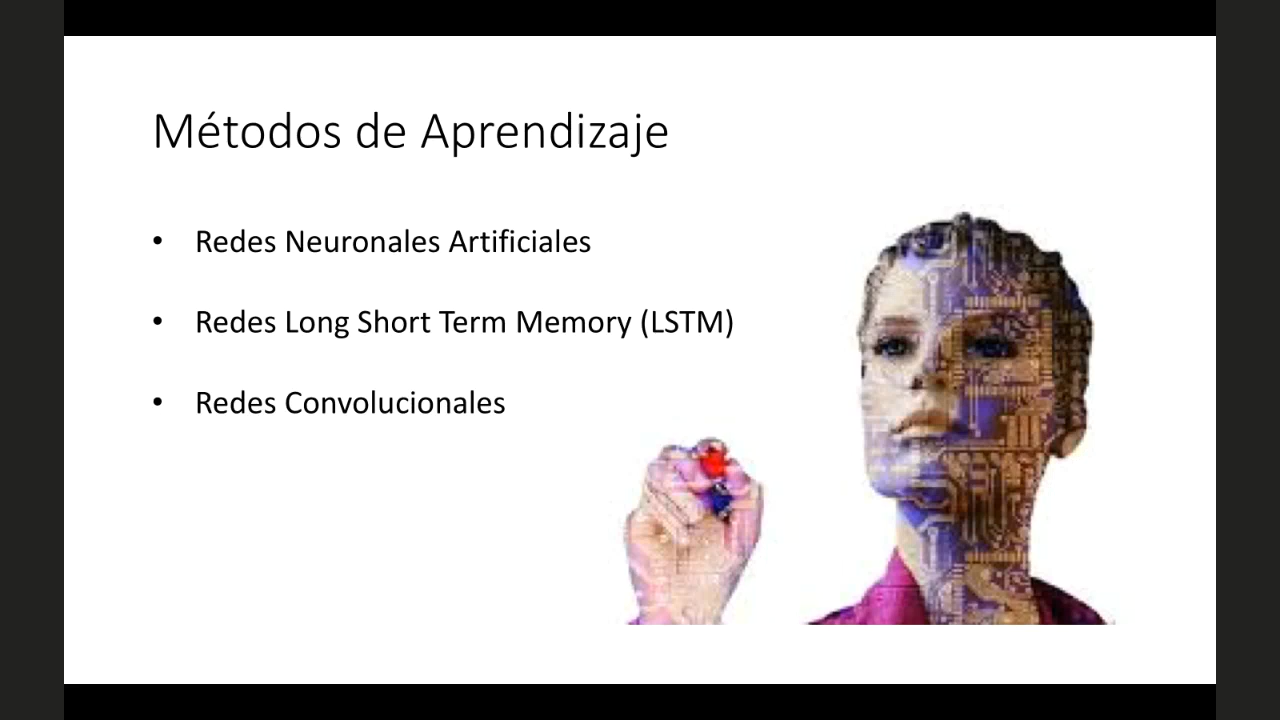 Métodos de Aprendizaje
• Redes Neuronales Artificiales
• Redes Long Short Term Memory (LSTM)
• Redes Convolucionales